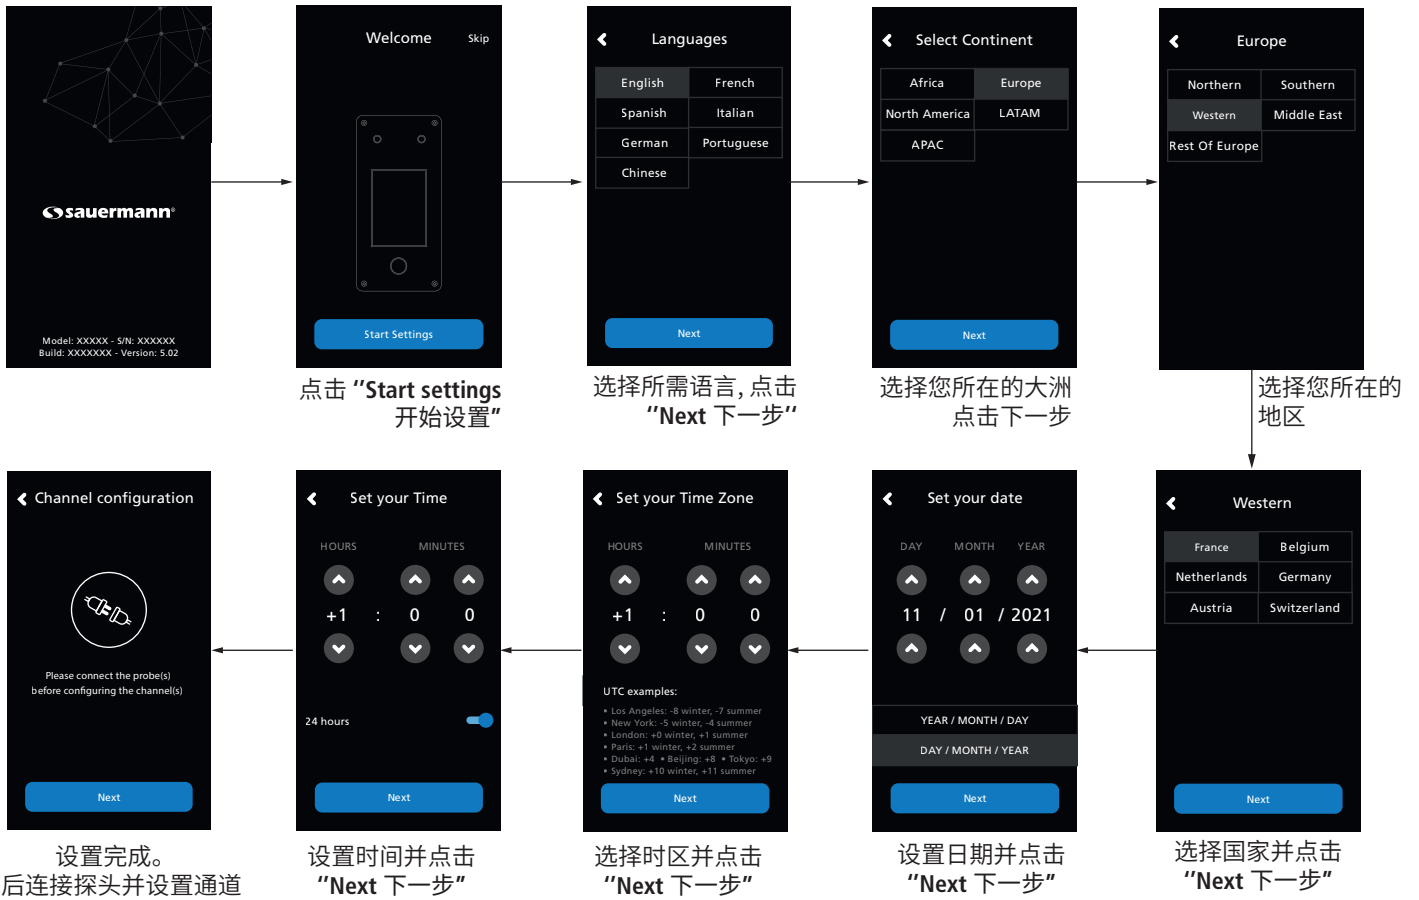 sauermann®
Model: XXXXX - S/N: XXXXXX
Build: XXXXXXX - Version: 5.02
Welcome
Skip
Start Settings
点击 ‘’Start settings
开始设置”
Languages
English French
Spanish Italian
German Portuguese
Chinese
Next
选择所需语言, 点击
‘’Next 下一步‘’
Select Continent
Africa Europe
North America LATAM
APAC
Next
选择您所在的大洲
点击下一步
Europe
Northern Southern
Western Middle East
Rest Of Europe
选择您所在的
地区
Western
France Belgium
Netherlands Germany
Austria Switzerland
Next
选择国家并点击
‘’Next 下一步”
Set your date
DAY MONTH YEAR
11 / 01 / 2021
YEAR / MONTH / DAY
DAY / MONTH / YEAR
Next
设置日期并点击
‘’Next 下一步”
Set your Time Zone
HOURS MINUTES
+1 : 0 0
UTC examples:
• Los Angeles: -8 winter, -7 summer
• New York: -5 winter, -4 summer
• London: +0 winter, +1 summer
• Paris: +1 winter, +2 summer
• Dubai: +4 • Beijing: +8 • Tokyo: +9
• Sydney: +10 winter, +11 summer
Next
选择时区并点击
‘’Next 下一步”
Set your Time
HOURS MINUTES
+1 : 0 0
24 hours
Next
设置时间并点击
‘’Next 下一步”
Channel configuration
Please connect the probe(s)
before configuring the channel(s)
Next
设置完成。
后连接探头并设置通道